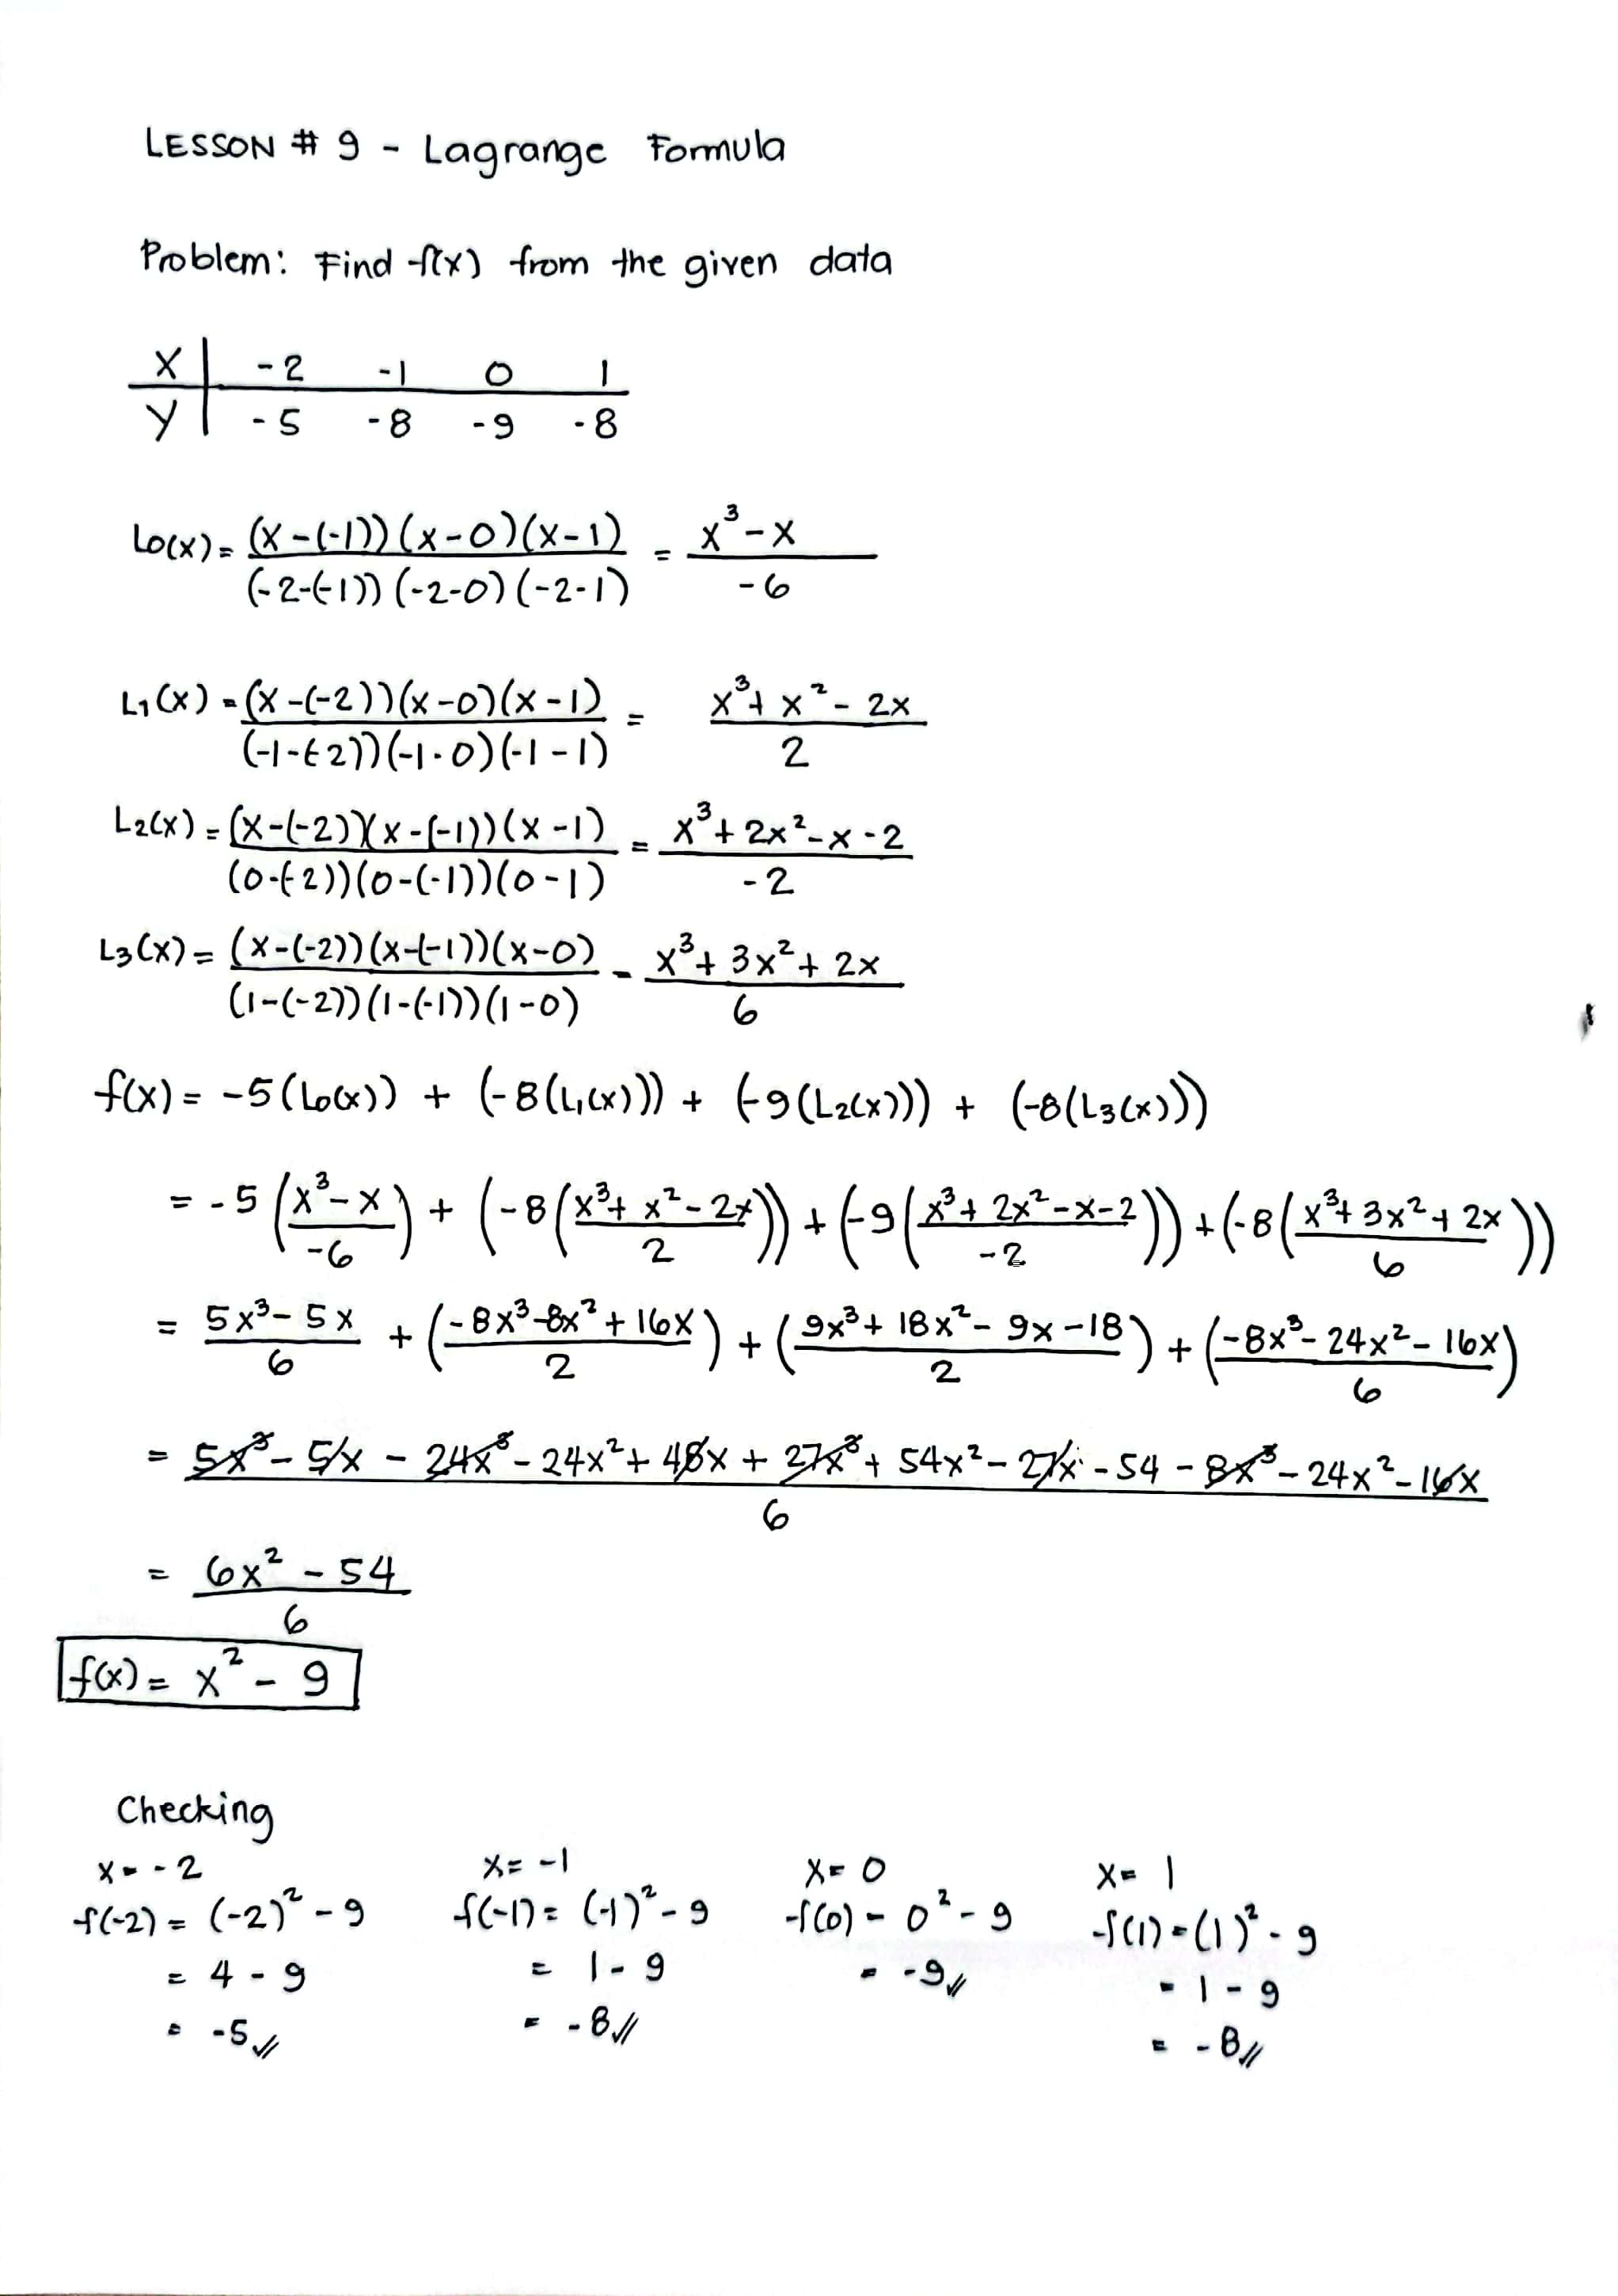 LESSON # 9 - Lagrange Formula
Problem: Find f(x) from the given data
X | -2 -1 0 1
Y | -5 -8 -9 -8
L0(x) = (x-(-1))(x-0)(x-1) / (-2-(-1))(-2-0)(-2-1) = x³-x / -6
L1(x) = (x-(-2))(x-0)(x-1) / (-1-(-2))(-1-0)(-1-1) = x³+x²-2x / 2
L2(x) = (x-(-2))(x-(-1))(x-1) / (0-(-2))(0-(-1))(0-1) = x³+2x²-x-2 / -2
L3(x) = (x-(-2))(x-(-1))(x-0) / (1-(-2))(1-(-1))(1-0) = x³+3x²+2x / 6
f(x) = -5(L0(x)) + (-8(L1(x))) + (-9(L2(x))) + (-8(L3(x)))
= -5(x³-x / -6) + (-8(x³+x²-2x / 2)) + (-9(x³+2x²-x-2 / -2)) + (-8(x³+3x²+2x / 6))
= 5x³-5x / 6 + (-8x³-8x²+16x / 2) + (9x³+18x²-9x-18 / 2) + (-8x³-24x²-16x / 6)
= 5x³-5x-24x³-24x²+48x+27x³+54x²-27x-54-8x³-24x²-16x / 6
= 6x²-54 / 6
f(x) = x²-9
Checking
x = -2 x = -1 x = 0 x = 1
f(-2) = (-2)²-9 f(-1) = (-1)²-9 f(0) = 0²-9 f(1) = (1)²-9
= 4-9 = 1-9 = -9// = 1-9
= -5// = -8// = -8//